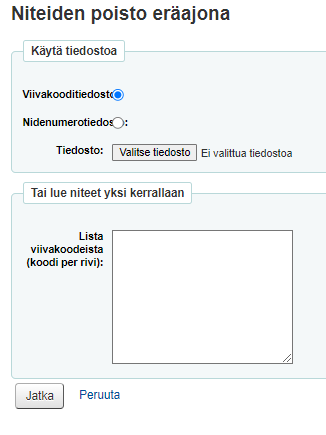 Niteiden poisto eräajona
Käytä tiedostoa
Viivakooditiedosto
Nidenumerotiedos :
Tiedosto: Valitse tiedosto Ei valittua tiedostoa
Tai lue niteet yksi kerrallaan
Lista
viivakoodeista
(koodi per rivi):
Jatka Peruuta